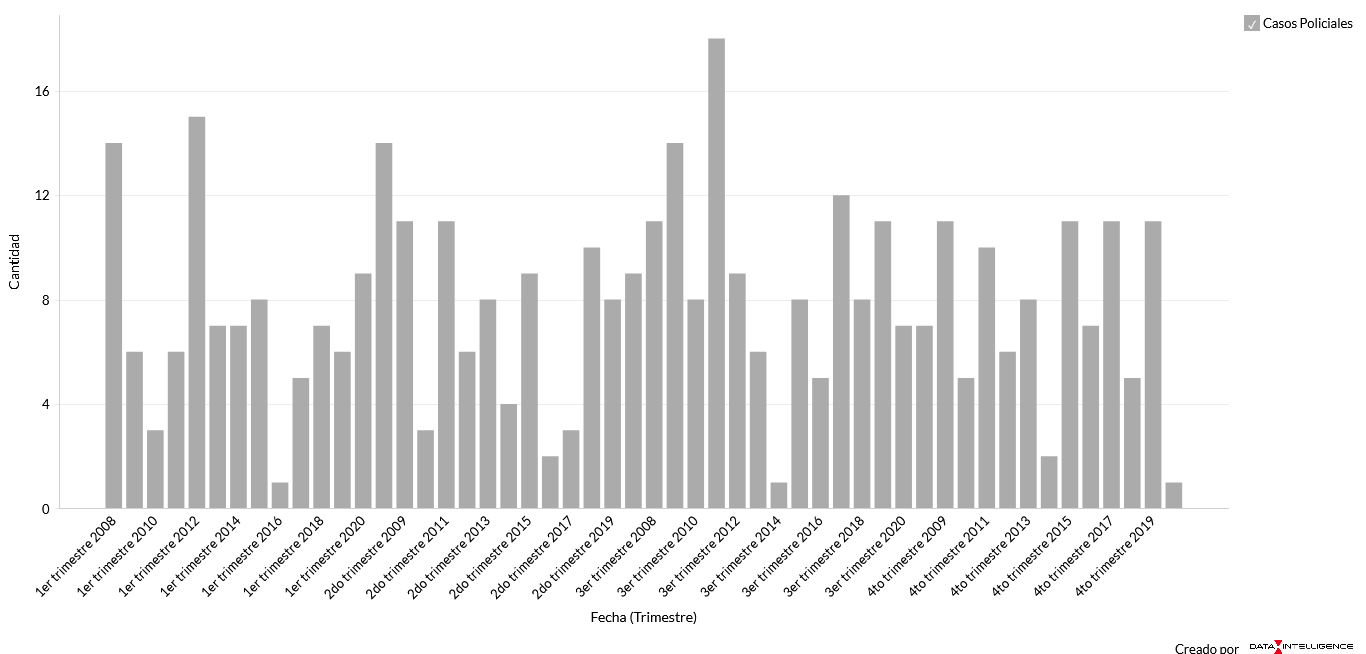 Casos Policiales
16
12
8
4
0
Cantidad
1er trimestre 2008
1er trimestre 2010
1er trimestre 2012
1er trimestre 2014
1er trimestre 2016
1er trimestre 2018
1er trimestre 2020
2do trimestre 2009
2do trimestre 2011
2do trimestre 2013
2do trimestre 2015
2do trimestre 2017
2do trimestre 2019
3er trimestre 2008
3er trimestre 2010
3er trimestre 2012
3er trimestre 2014
3er trimestre 2016
3er trimestre 2018
3er trimestre 2020
4to trimestre 2009
4to trimestre 2011
4to trimestre 2013
4to trimestre 2015
4to trimestre 2017
4to trimestre 2019
Fecha (Trimestre)
Creado por DATA INTELLIGENCE